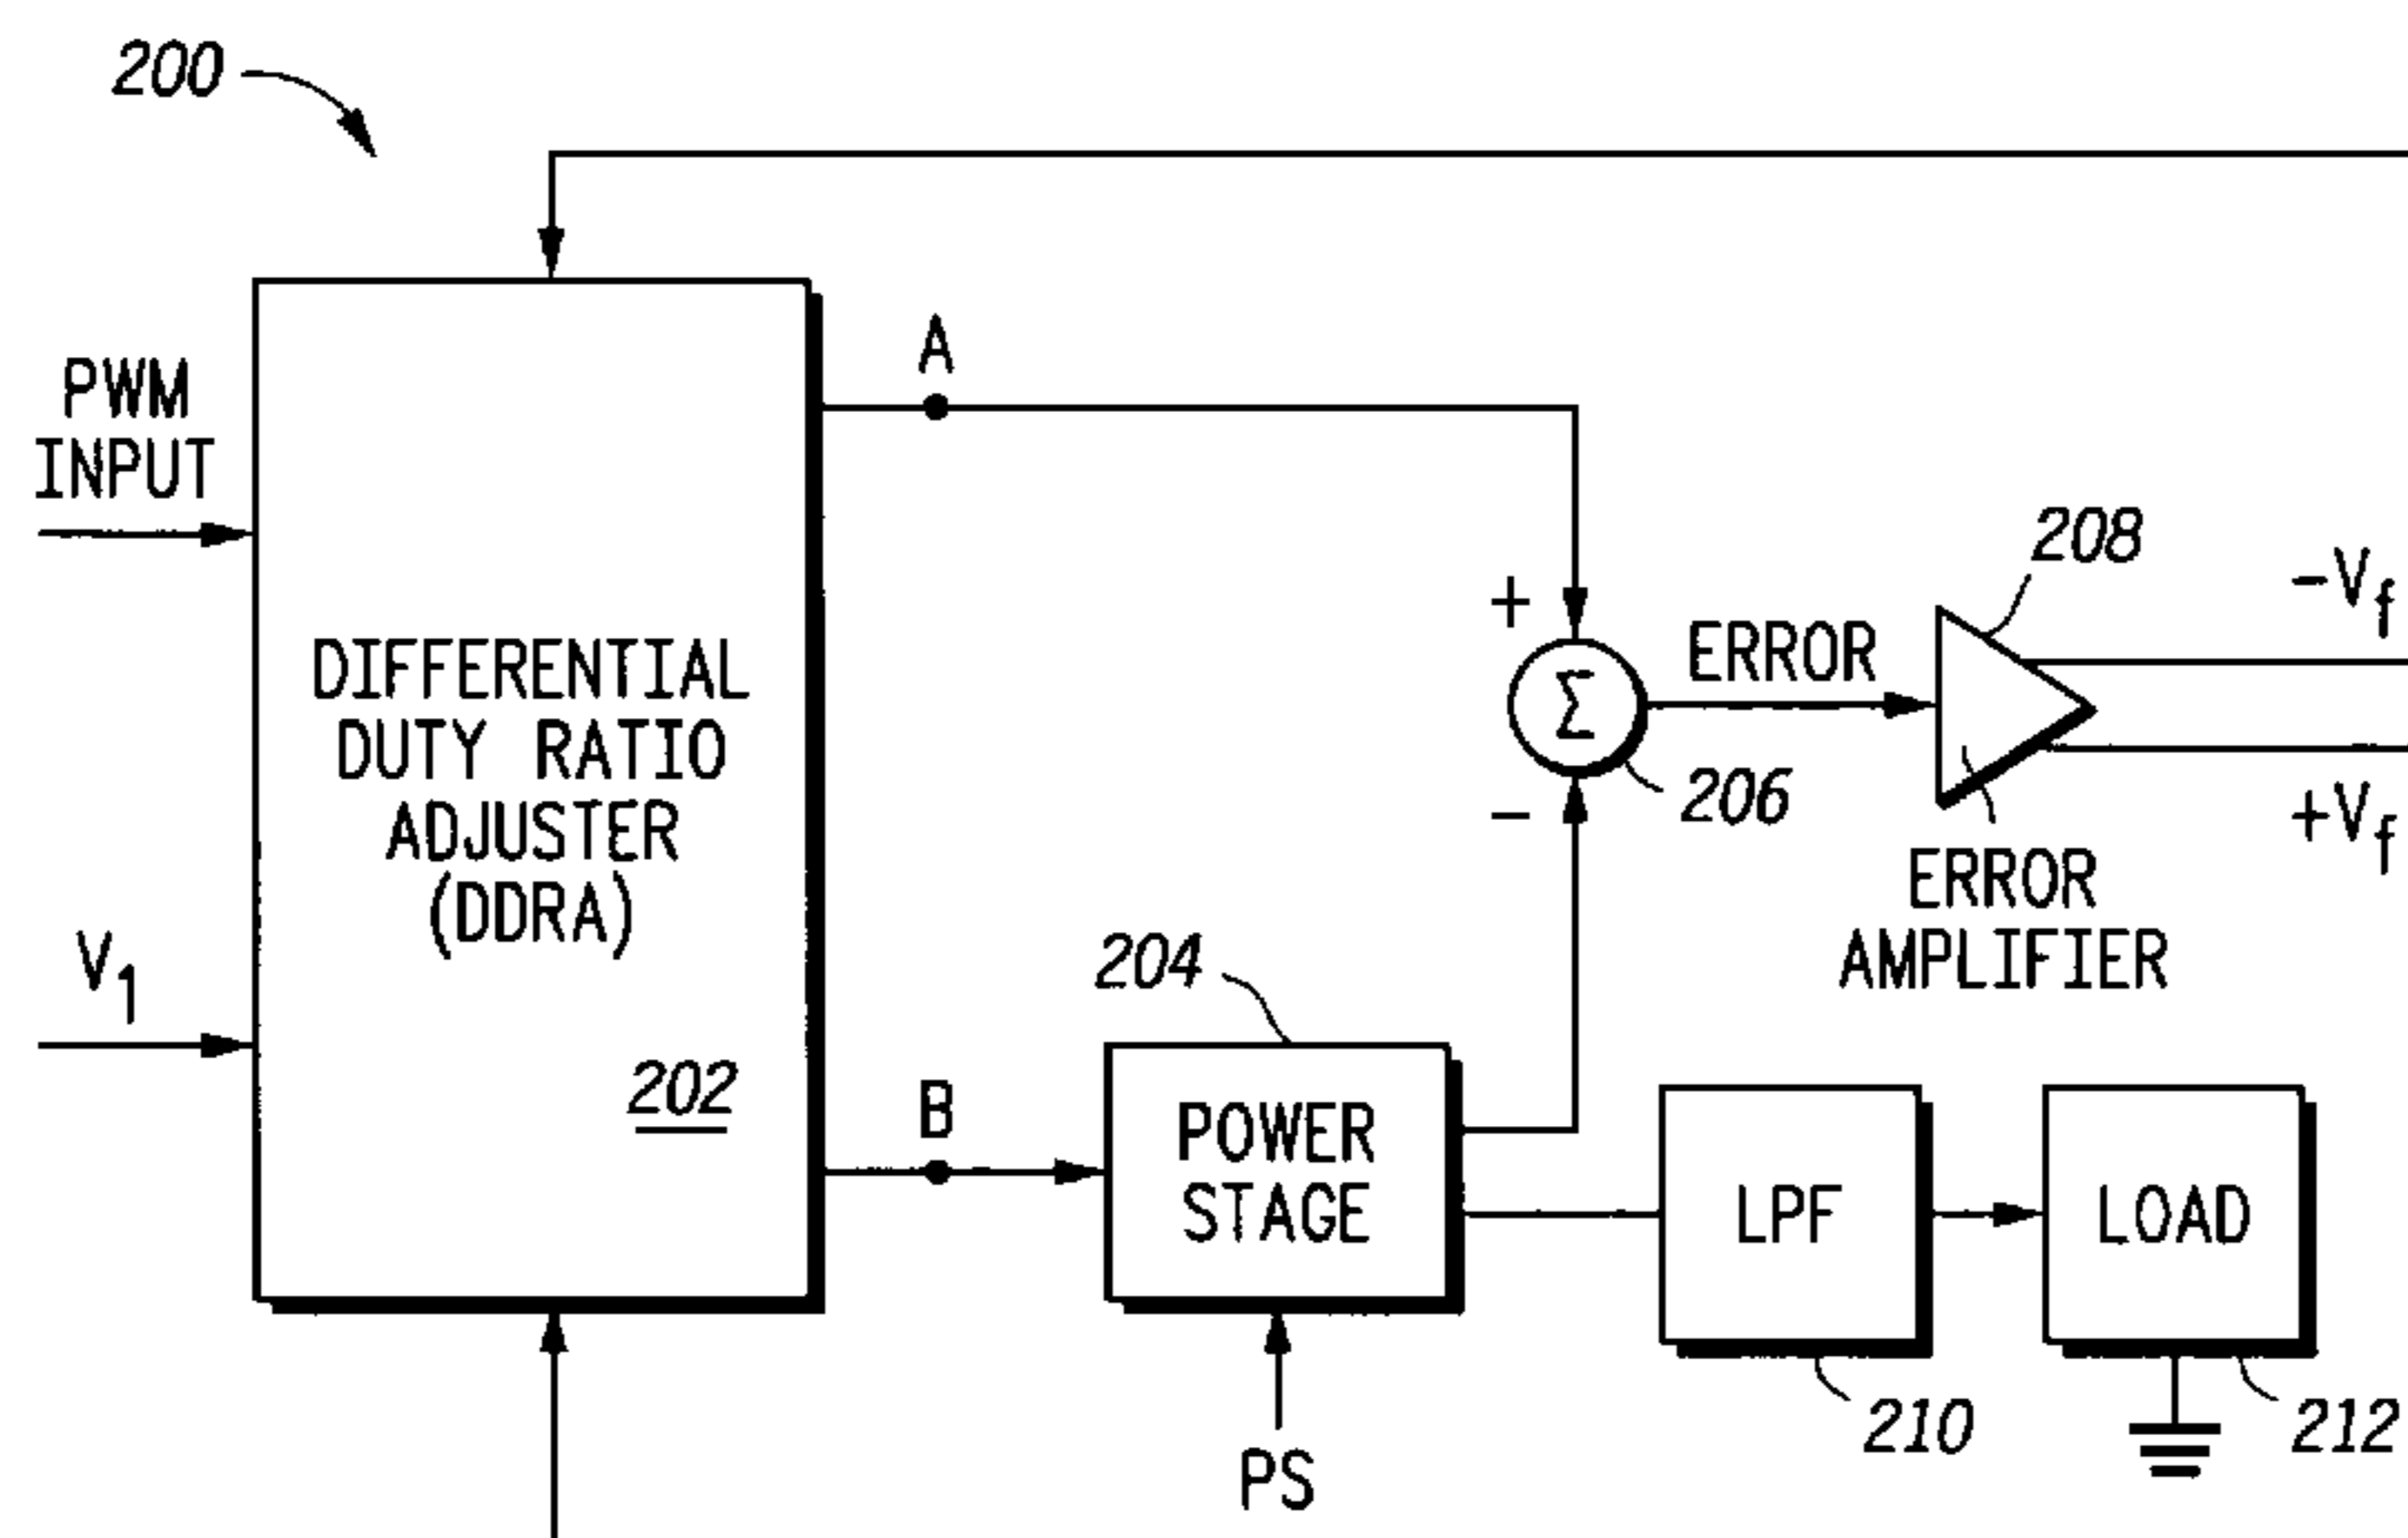 200
PWM
INPUT
A
DIFFERENTIAL
DUTY RATIO
ADJUSTER
(DDRA)
202
V1
B
204
POWER
STAGE
PS
+
Σ
-
206
ERROR
208
ERROR
AMPLIFIER
-Vf
+Vf
LPF
210
LOAD
212